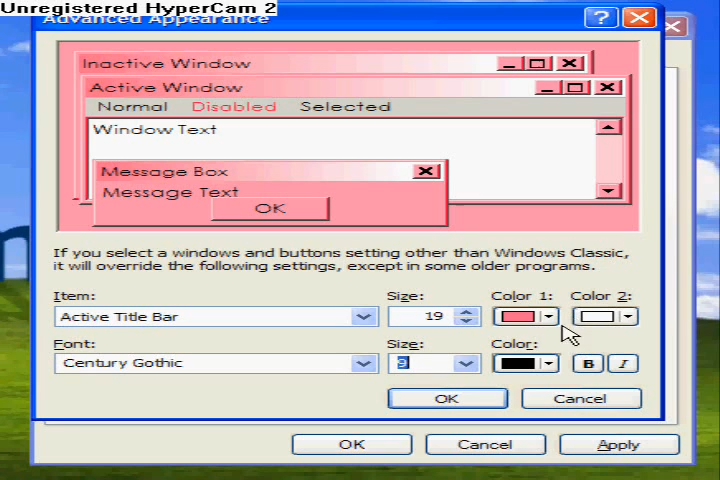 Unregistered HyperCam 2
Advanced Appearance
Inactive Window
Active Window
Normal Disabled Selected
Window Text
Message Box
Message Text
OK
If you select a windows and buttons setting other than Windows Classic,
it will override the following settings, except in some older programs.
Item: Size: Color 1: Color 2:
Active Title Bar 19
Font: Size: Color:
Century Gothic 9 B I
OK Cancel
OK Cancel Apply